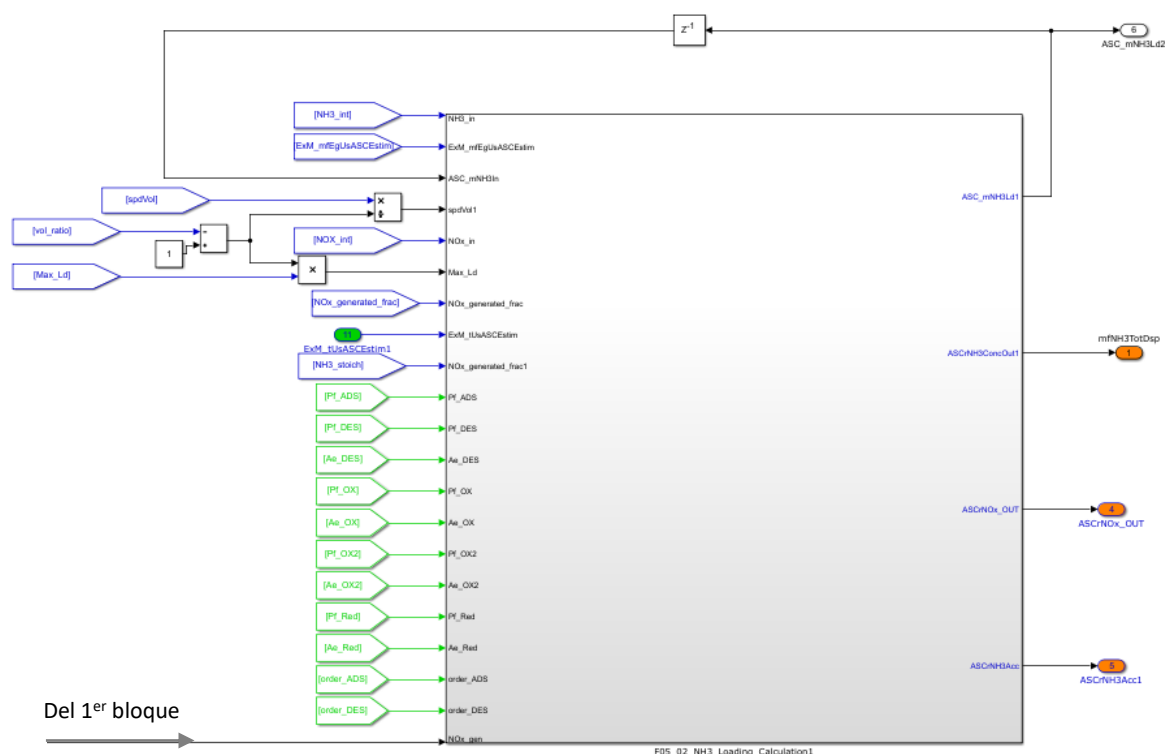 z⁻¹
6
ASC_mNH3Ld2
[NH3_int]
NH3_in
[ExM_mfEgUsASCEstim]
ExM_mfEgUsASCEstim
ASC_mNH3In
[spdVol]
×
÷
spdVol1
ASC_mNH3Ld1
[vol_ratio]
−
+
1
[NOX_int]
NOx_in
[Max_Ld]
×
Max_Ld
[NOx_generated_frac]
NOx_generated_frac
11
ExM_tUsASCEstim
ExM_tUsASCEstim1
mfNH3TotDsp
ASCrNH3ConcOut1
1
[NH3_stoich]
NOx_generated_frac1
[Pf_ADS]
Pf_ADS
[Pf_DES]
Pf_DES
[Ae_DES]
Ae_DES
[Pf_OX]
Pf_OX
ASCrNOx_OUT
4
ASCrNOx_OUT
[Ae_OX]
Ae_OX
[Pf_OX2]
Pf_OX2
[Ae_OX2]
Ae_OX2
[Pf_Red]
Pf_Red
[Ae_Red]
Ae_Red
ASCrNH3Acc
5
ASCrNH3Acc1
[order_ADS]
order_ADS
[order_DES]
order_DES
Del 1er bloque
NOx_gen
F05_02_NH3_Loading_Calculation1